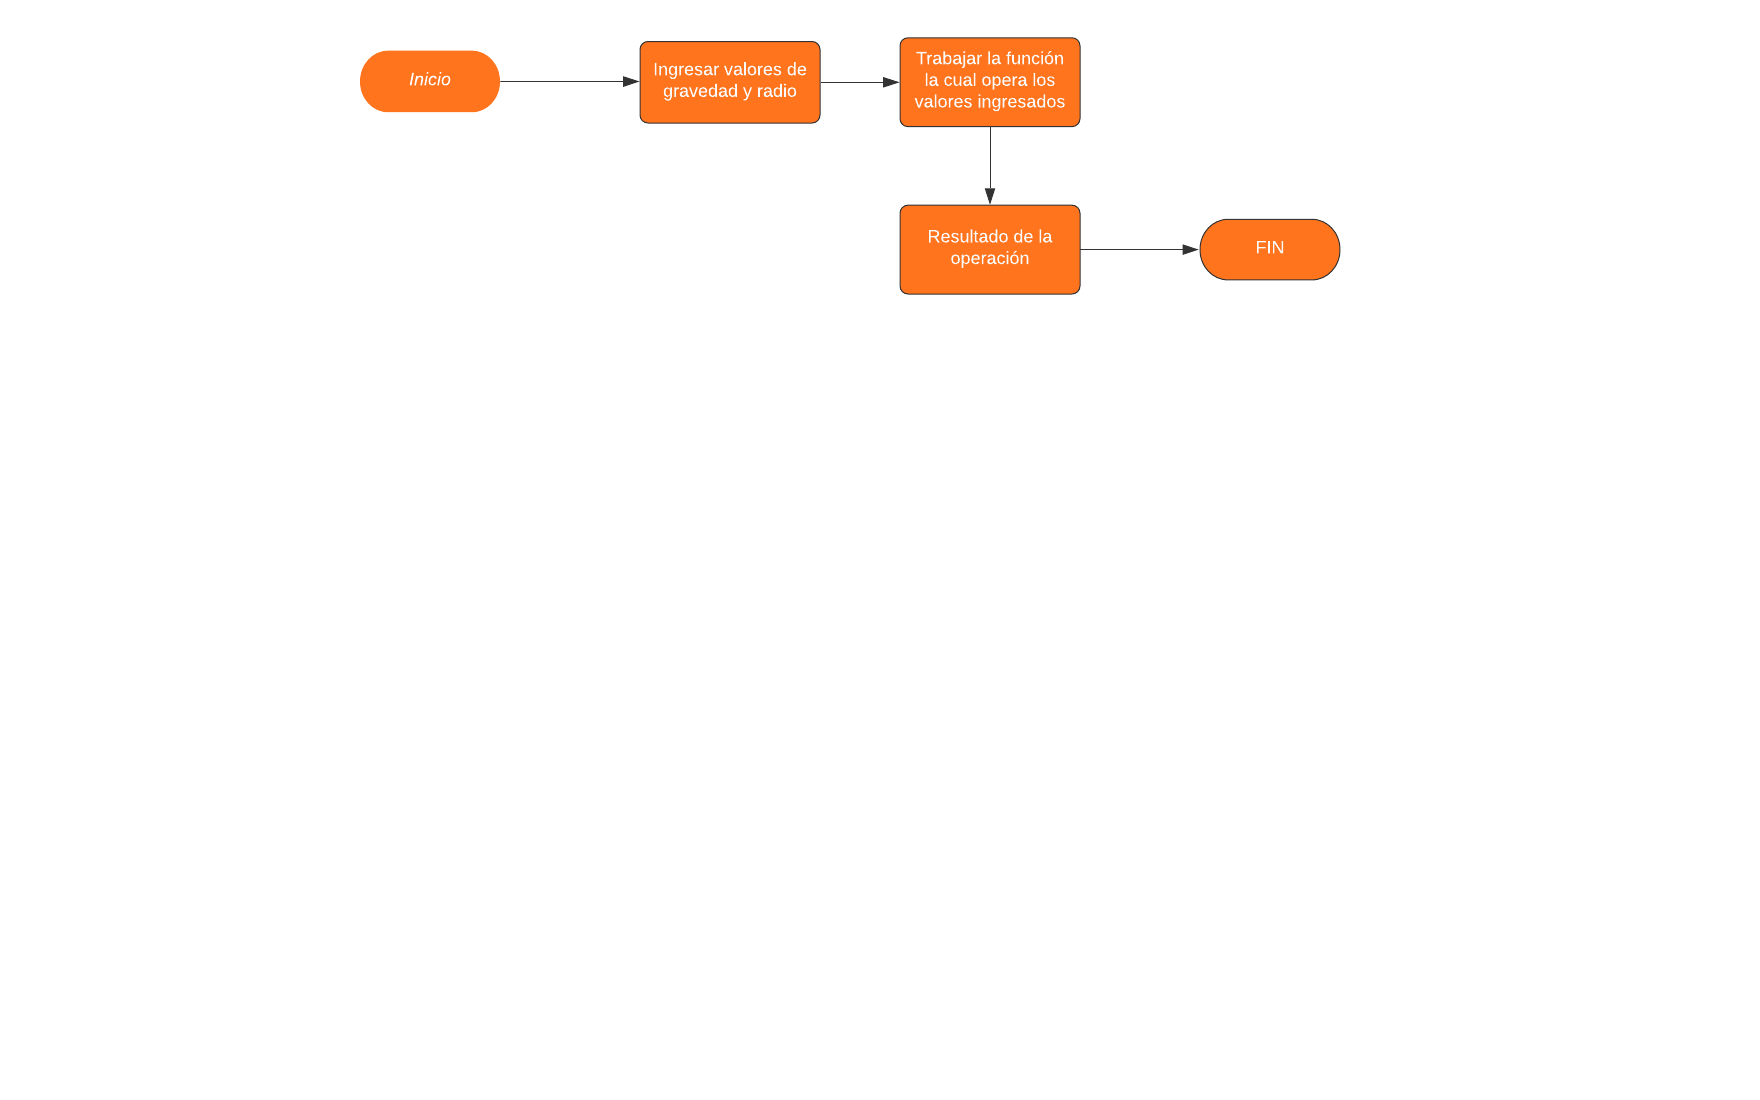 Inicio
Ingresar valores de
gravedad y radio
Trabajar la función
la cual opera los
valores ingresados
Resultado de la
operación
FIN